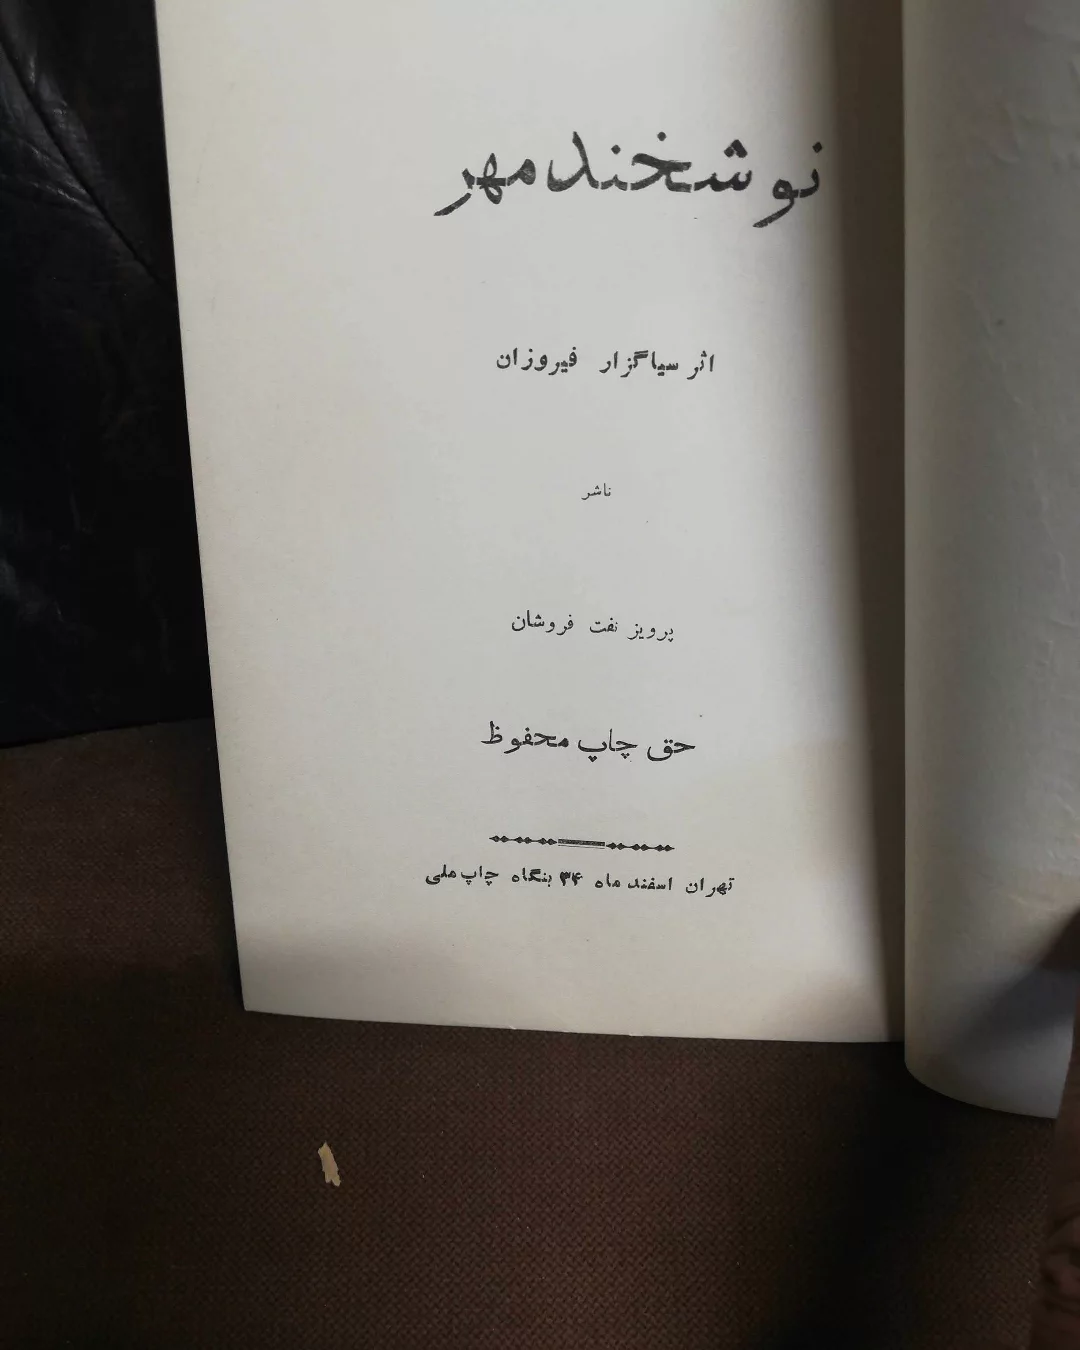 نوشخند مهر
اثر سیاگزار فیروزان
ناشر
پرویز نفت فروشان
حق چاپ محفوظ
تهران اسفند ماه ۳۴ بنگاه چاپ ملی